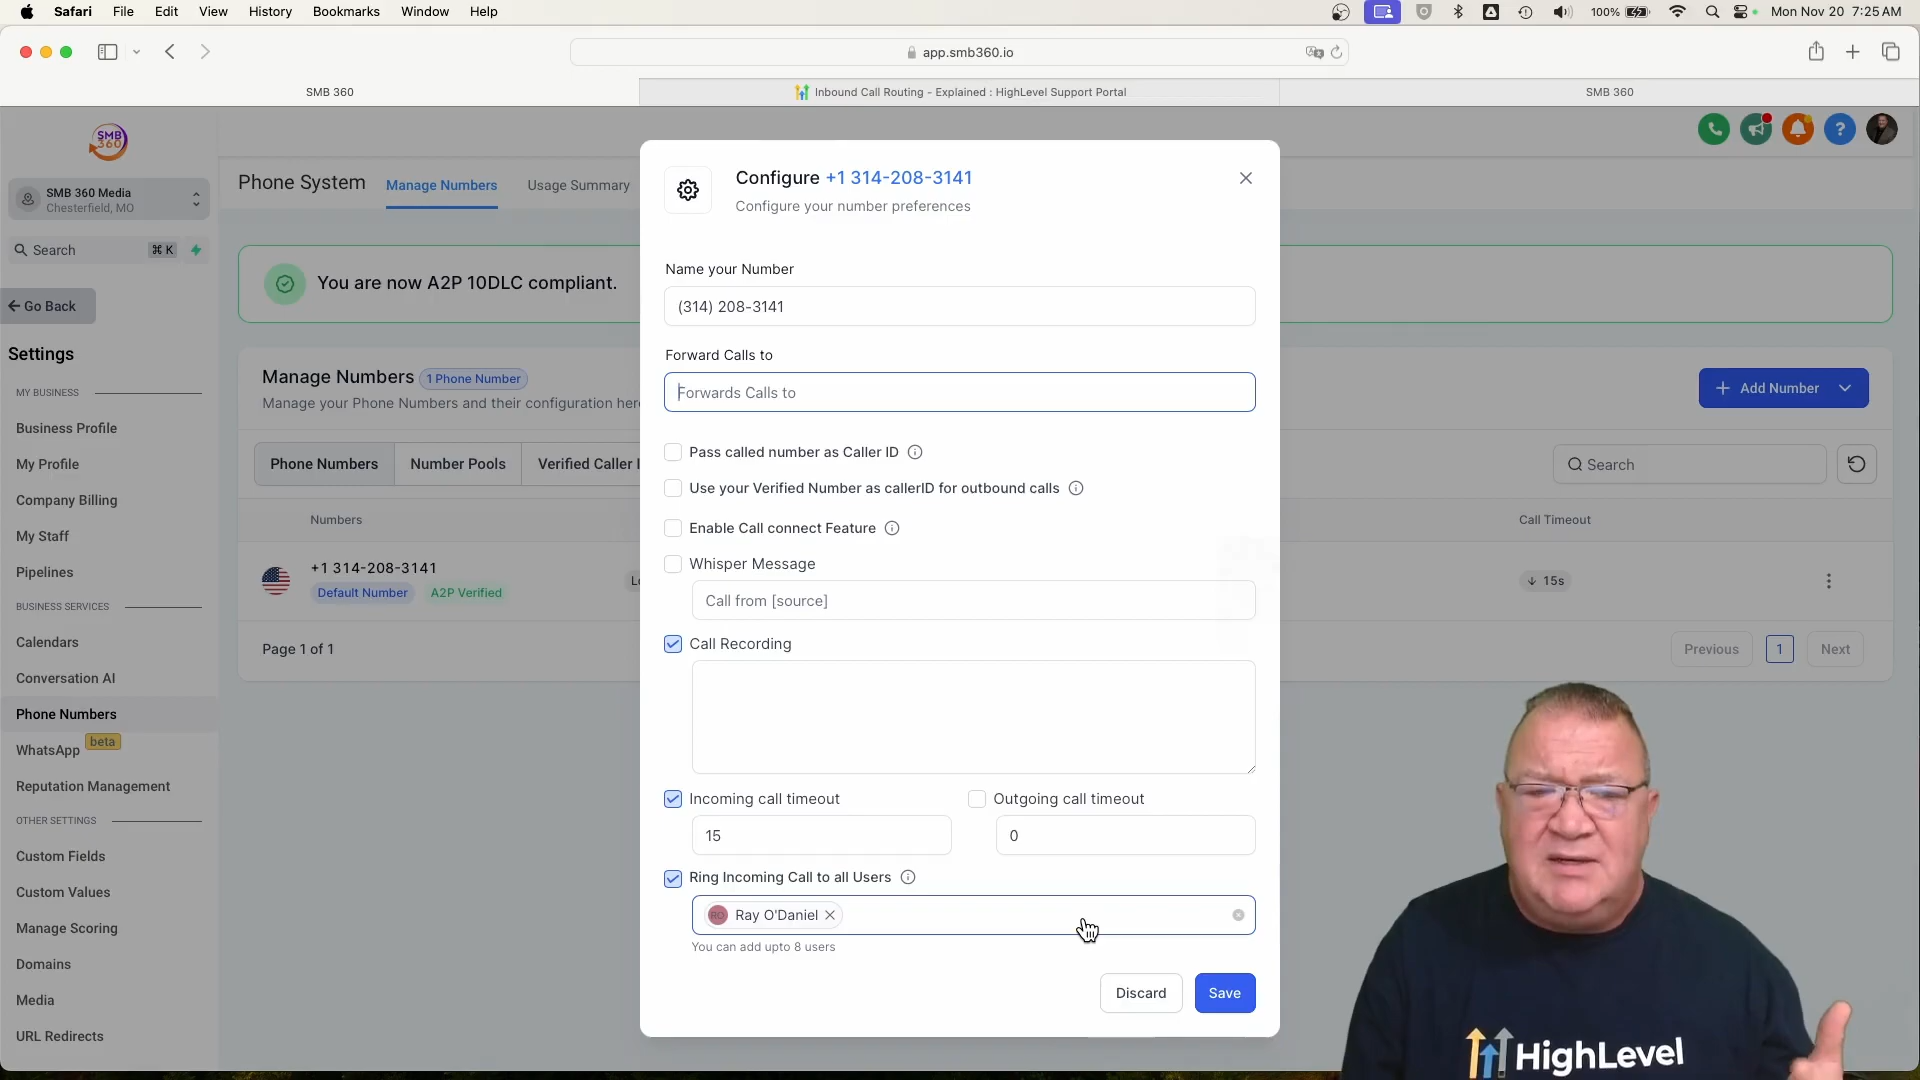 Safari File Edit View History Bookmarks Window Help
100% Mon Nov 20 7:25 AM
app.smb360.io
SMB 360
Inbound Call Routing - Explained : HighLevel Support Portal
SMB 360
SMB 360
SMB 360 Media
Chesterfield, MO
Search ⌘ K
Go Back
Settings
MY BUSINESS
Business Profile
My Profile
Company Billing
My Staff
Pipelines
BUSINESS SERVICES
Calendars
Conversation AI
Phone Numbers
WhatsApp beta
Reputation Management
OTHER SETTINGS
Custom Fields
Custom Values
Manage Scoring
Domains
Media
URL Redirects
Phone System Manage Numbers Usage Summary
You are now A2P 10DLC compliant.
Manage Numbers 1 Phone Number
Manage your Phone Numbers and their configuration her
Add Number
Phone Numbers Number Pools Verified Caller I
Search
Numbers
Call Timeout
+1 314-208-3141
Default Number A2P Verified Lo
15s
Page 1 of 1
Previous 1 Next
Configure +1 314-208-3141
Configure your number preferences
Name your Number
(314) 208-3141
Forward Calls to
Forwards Calls to
Pass called number as Caller ID
Use your Verified Number as callerID for outbound calls
Enable Call connect Feature
Whisper Message
Call from [source]
Call Recording
Incoming call timeout Outgoing call timeout
15 0
Ring Incoming Call to all Users
RO Ray O'Daniel
You can add upto 8 users
Discard Save
HighLevel